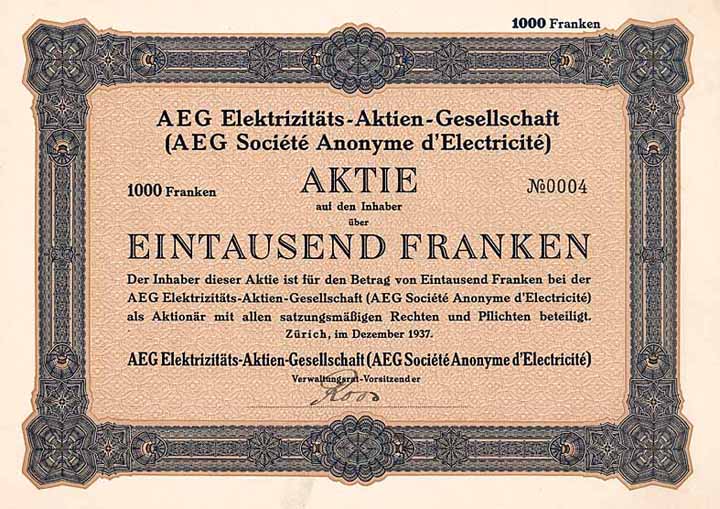 1000 Franken
AEG Elektrizitäts-Aktien-Gesellschaft
(AEG Société Anonyme d'Electricité)
1000 Franken AKTIE №0004
auf den Inhaber
über
EINTAUSEND FRANKEN
Der Inhaber dieser Aktie ist für den Betrag von Eintausend Franken bei der
AEG Elektrizitäts-Aktien-Gesellschaft (AEG Société Anonyme d'Electricité)
als Aktionär mit allen satzungsmäßigen Rechten und Pflichten beteiligt.
Zürich, im Dezember 1937.
AEG Elektrizitäts-Aktien-Gesellschaft (AEG Société Anonyme d'Electricité)
Verwaltungsrat-Vorsitzender
Roos